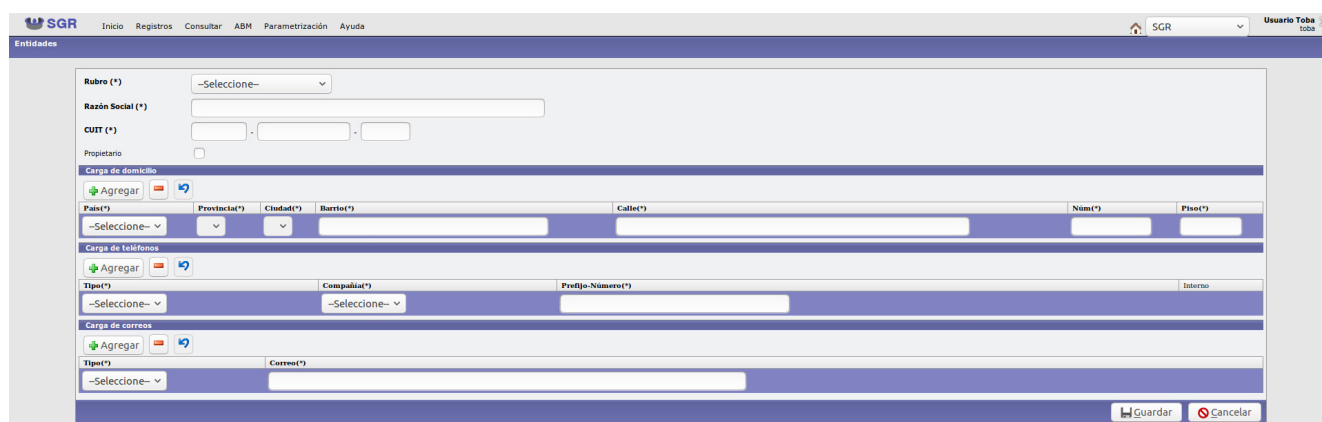 SGR Inicio Registros Consultar ABM Parametrización Ayuda SGR Usuario Toba
toba
Entidades
Rubro (*) --Seleccione--
Razón Social (*)
CUIT (*) - -
Propietario
Carga de domicilio
Agregar
País(*) Provincia(*) Ciudad(*) Barrio(*) Calle(*) Núm(*) Piso(*)
--Seleccione--
Carga de teléfonos
Agregar
Tipo(*) Compañía(*) Prefijo-Número(*) Interno
--Seleccione-- --Seleccione--
Carga de correos
Agregar
Tipo(*) Correo(*)
--Seleccione--
Guardar Cancelar